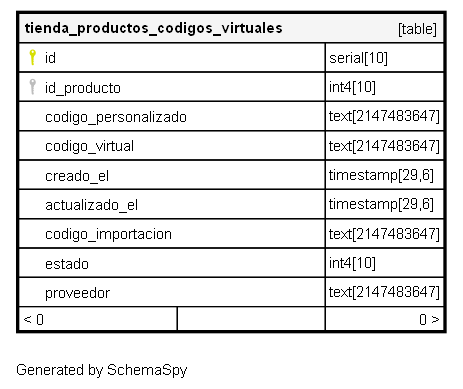 tienda_productos_codigos_virtuales [table]
id serial[10]
id_producto int4[10]
codigo_personalizado text[2147483647]
codigo_virtual text[2147483647]
creado_el timestamp[29,6]
actualizado_el timestamp[29,6]
codigo_importacion text[2147483647]
estado int4[10]
proveedor text[2147483647]
< 0 0 >
Generated by SchemaSpy